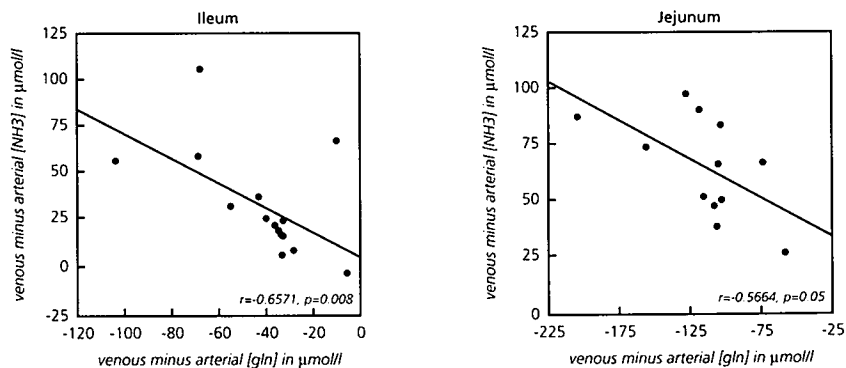 Ileum
venous minus arterial [NH3] in µmol/l
125
100
75
50
25
0
-25
r=-0.6571, p=0.008
-120 -100 -80 -60 -40 -20 0
venous minus arterial [gln] in µmol/l
Jejunum
venous minus arterial [NH3] in µmol/l
125
100
75
50
25
0
r=-0.5664, p=0.05
-225 -175 -125 -75 -25
venous minus arterial [gln] in µmol/l